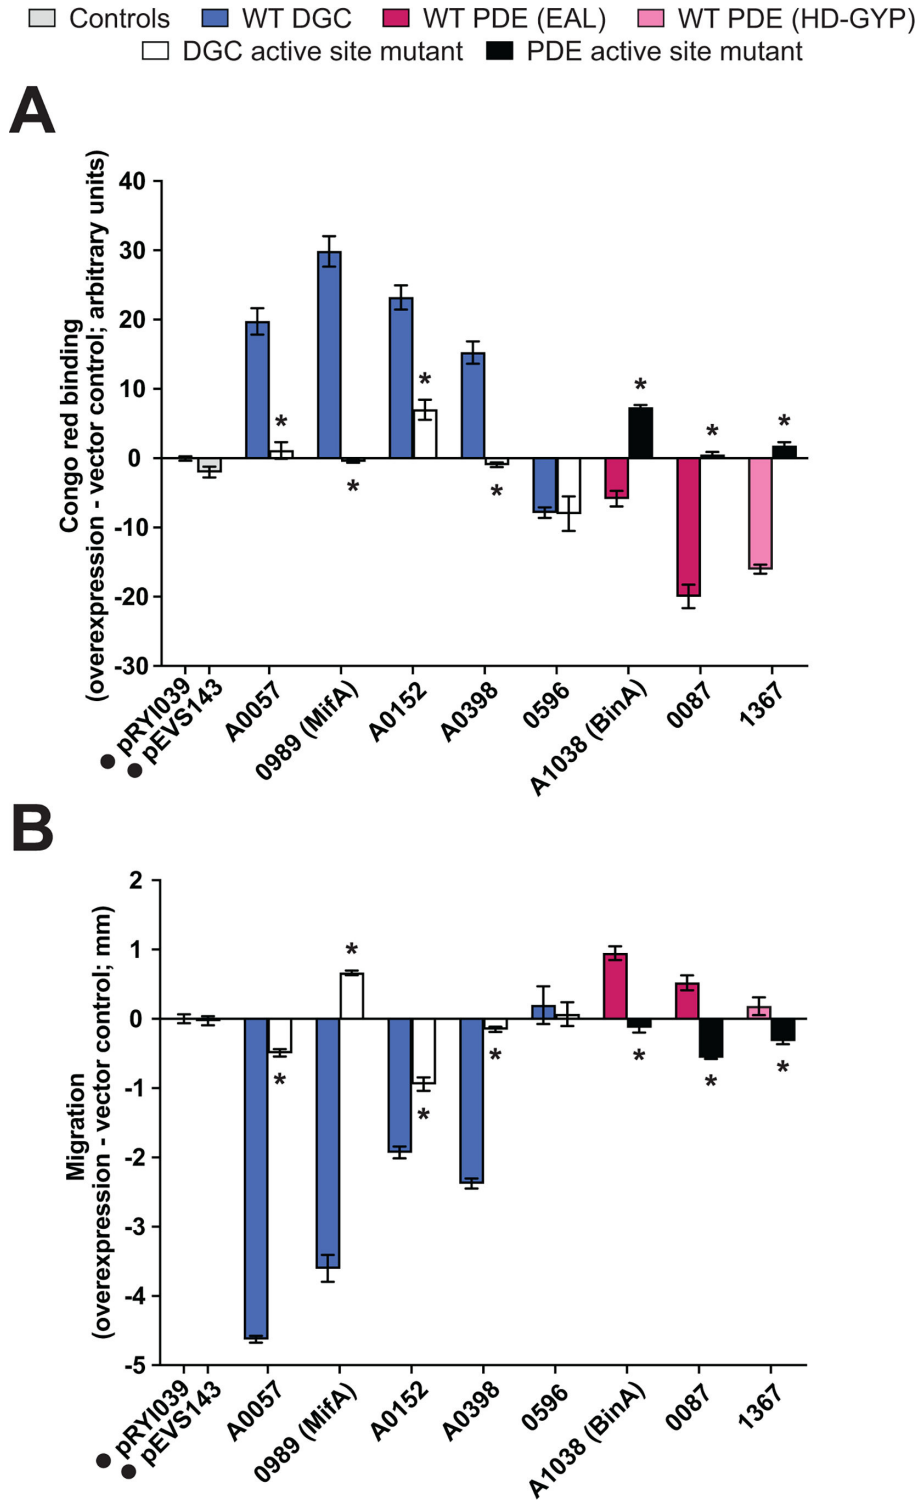 Controls WT DGC WT PDE (EAL) WT PDE (HD-GYP)
DGC active site mutant PDE active site mutant
A
Congo red binding
(overexpression - vector control; arbitrary units)
40
30
20
10
0
-10
-20
-30
* * * * * * *
pRYI039 pEVS143 A0057 0989 (MifA) A0152 A0398 0596 A1038 (BinA) 0087 1367
B
Migration
(overexpression - vector control; mm)
2
1
0
-1
-2
-3
-4
-5
* * * * * * *
pRYI039 pEVS143 A0057 0989 (MifA) A0152 A0398 0596 A1038 (BinA) 0087 1367